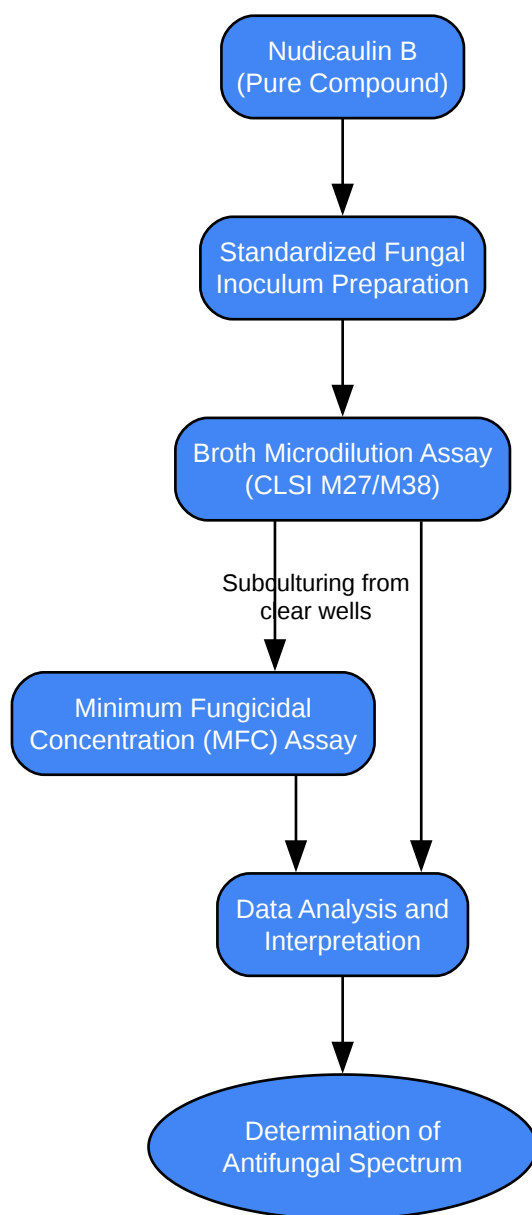 Nudicaulin B
(Pure Compound)
Standardized Fungal
Inoculum Preparation
Broth Microdilution Assay
(CLSI M27/M38)
Subculturing from
clear wells
Minimum Fungicidal
Concentration (MFC) Assay
Data Analysis and
Interpretation
Determination of
Antifungal Spectrum